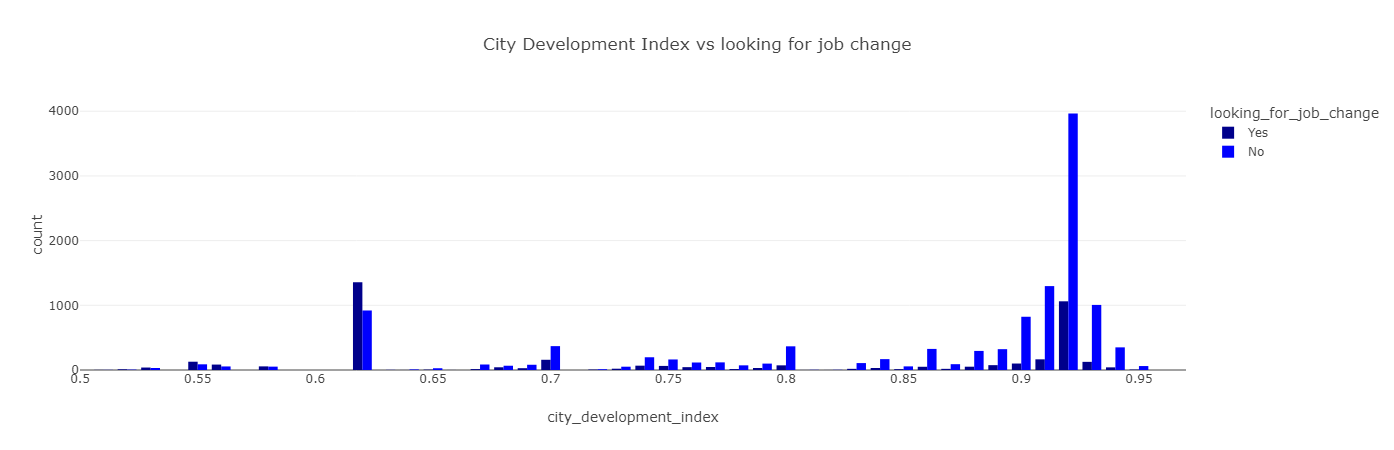 City Development Index vs looking for job change
4000
3000
2000
1000
0
count
0.5
0.55
0.6
0.65
0.7
0.75
0.8
0.85
0.9
0.95
city_development_index
looking_for_job_change
Yes
No